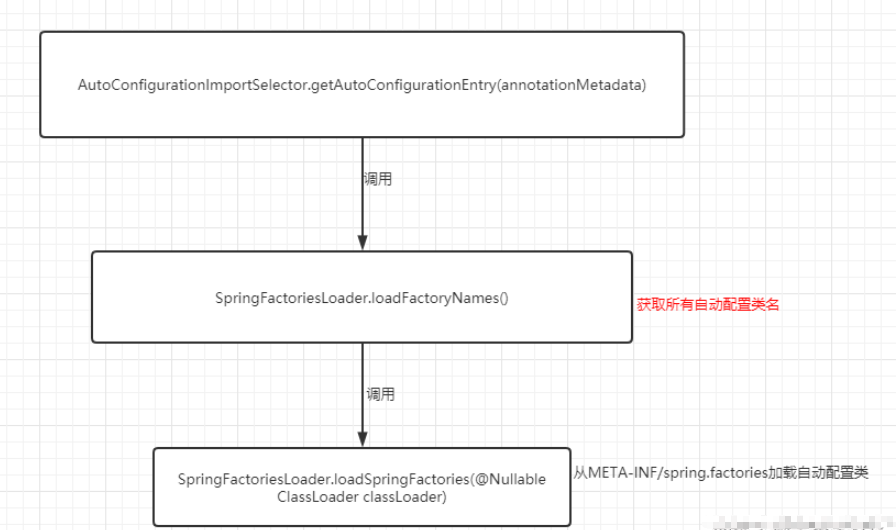 AutoConfigurationImportSelector.getAutoConfigurationEntry(annotationMetadata)
调用
SpringFactoriesLoader.loadFactoryNames()
获取所有自动配置类名
调用
SpringFactoriesLoader.loadSpringFactories(@Nullable
ClassLoader classLoader)
从META-INF/spring.factories加载自动配置类